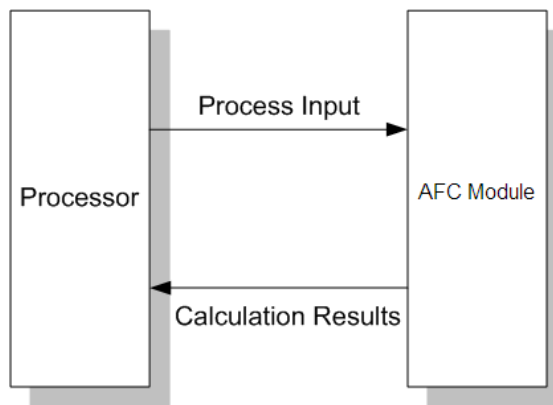 Process Input
Processor
AFC Module
Calculation Results